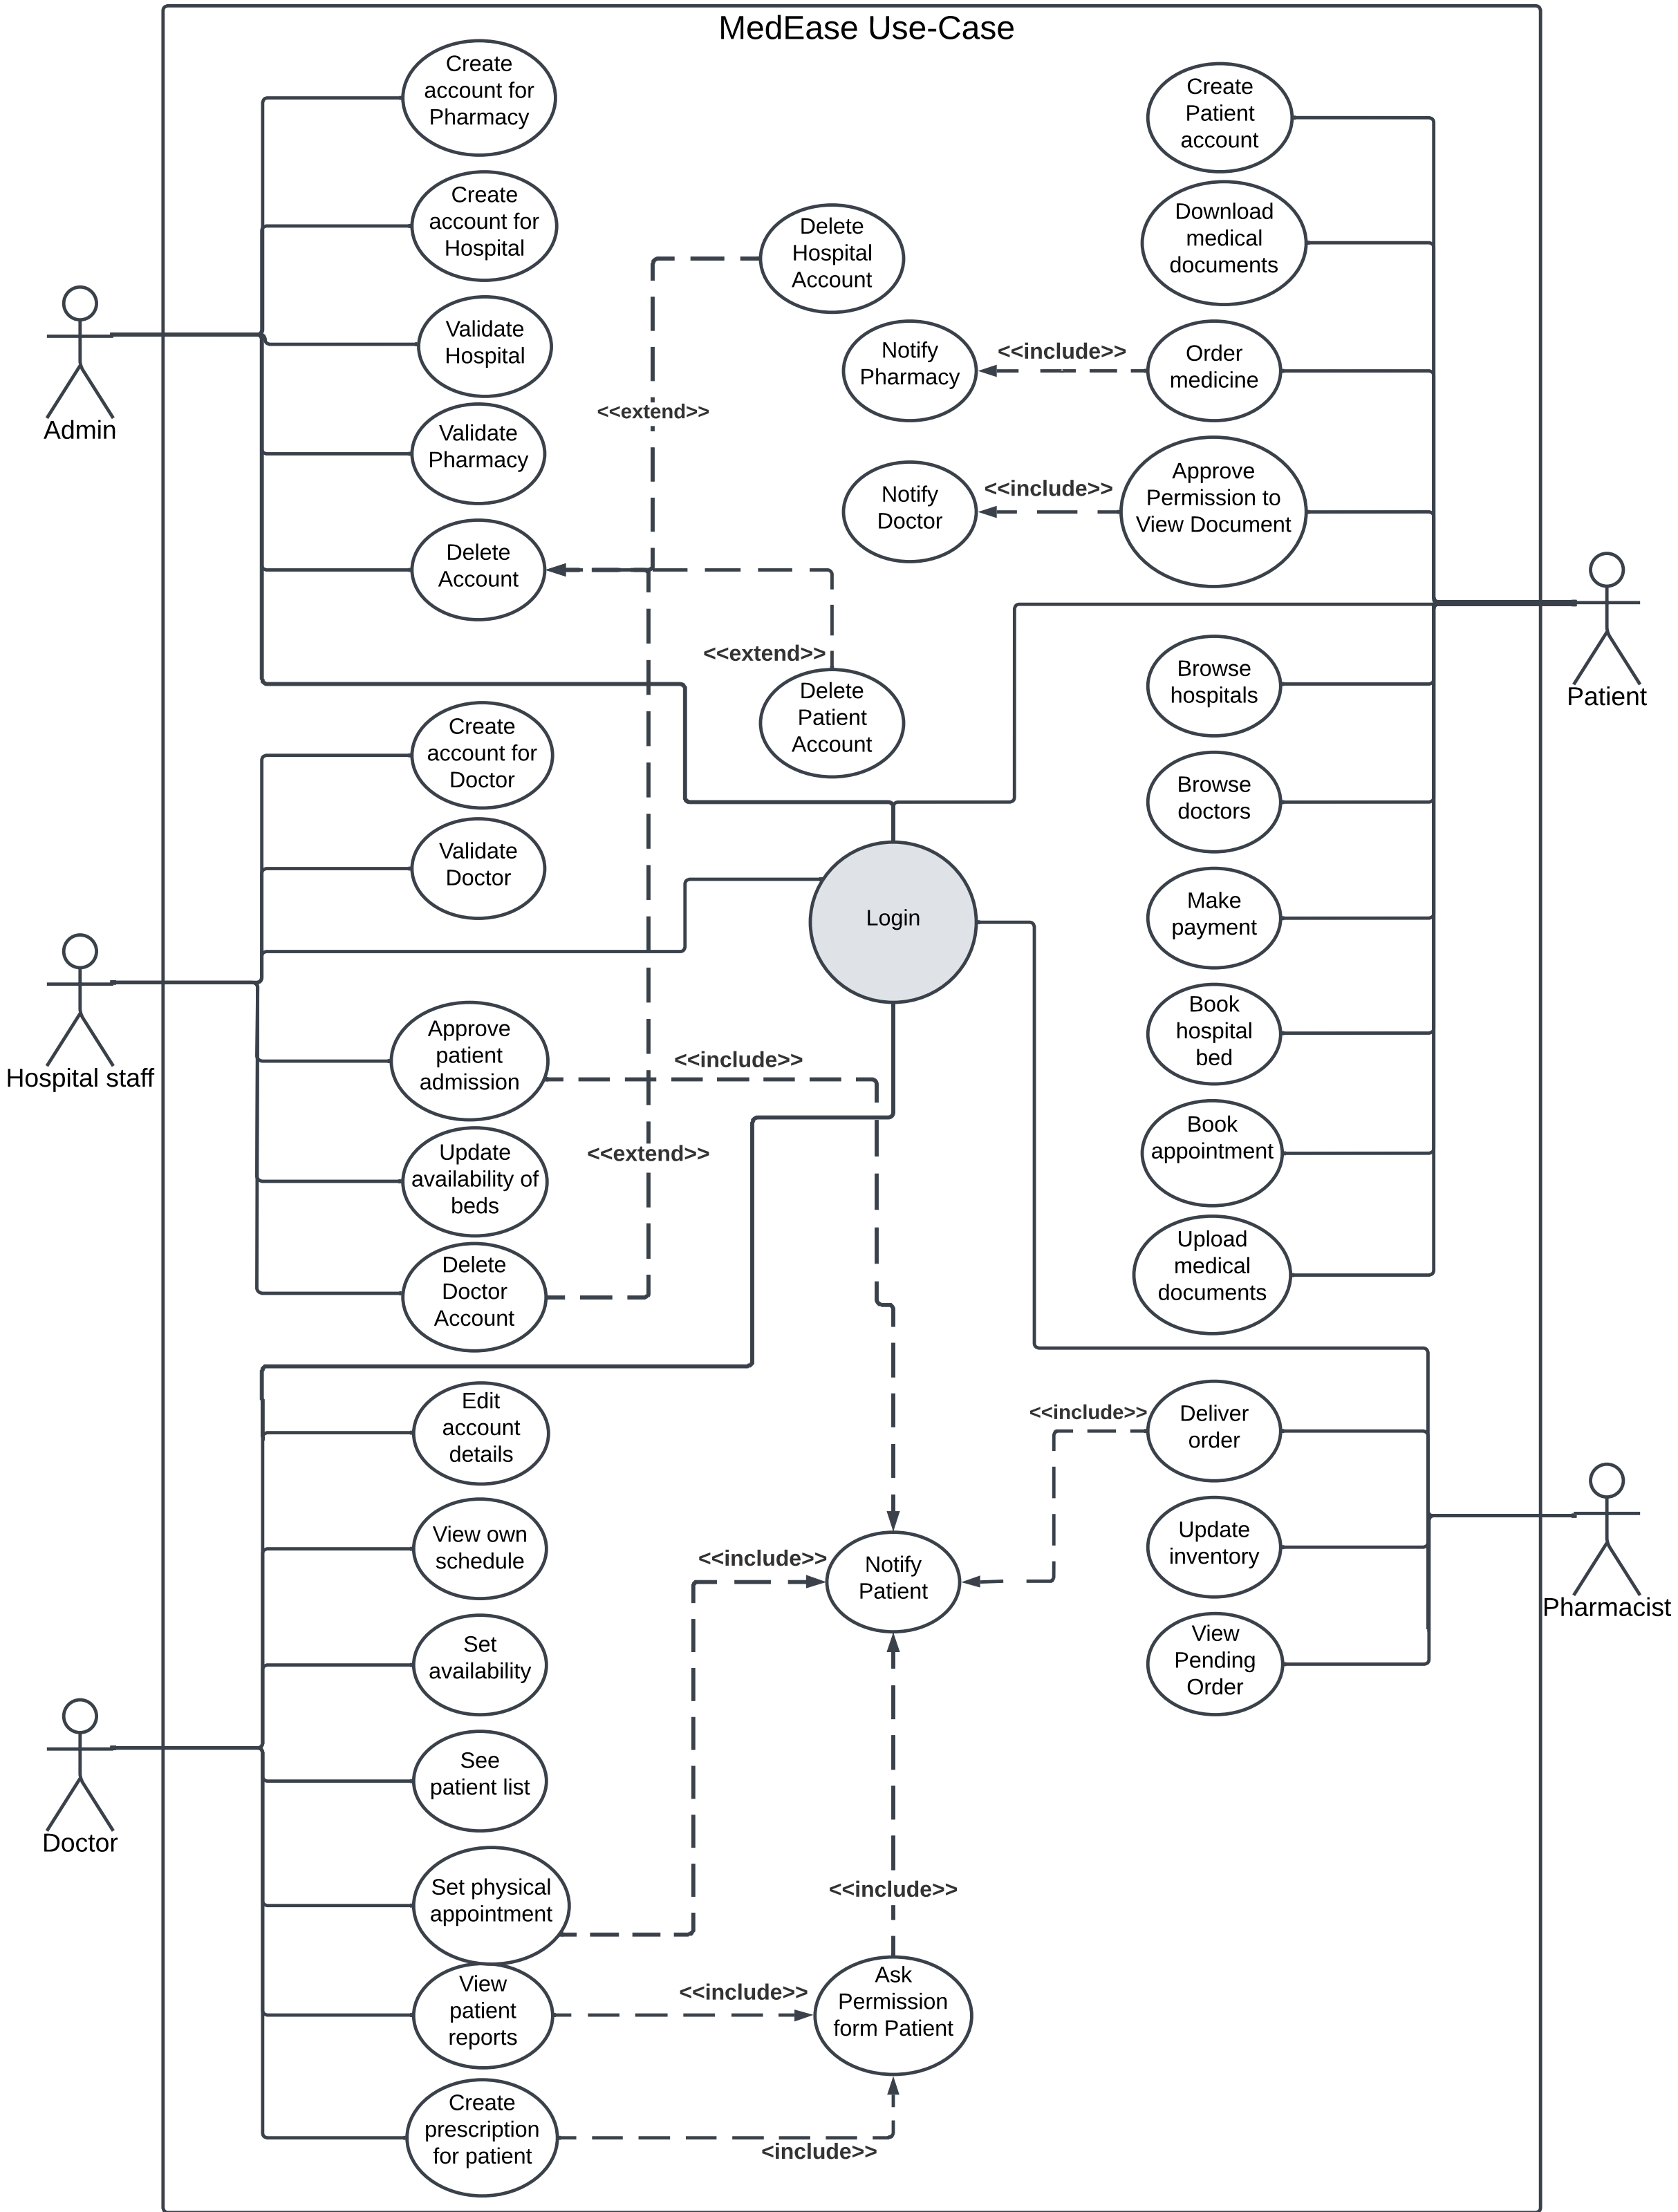 MedEase Use-Case
Create
account for
Pharmacy
Create
account for
Hospital
Validate
Hospital
Validate
Pharmacy
Delete
Account
Admin
Delete
Hospital
Account
<<extend>>
<<extend>>
Delete
Patient
Account
Create
Patient
account
Download
medical
documents
Notify
Pharmacy
<<include>>
Order
medicine
Notify
Doctor
<<include>>
Approve
Permission to
View Document
Patient
Browse
hospitals
Browse
doctors
Make
payment
Book
hospital
bed
Book
appointment
Upload
medical
documents
Login
Create
account for
Doctor
Validate
Doctor
Hospital staff
Approve
patient
admission
<<include>>
Update
availability of
beds
<<extend>>
Delete
Doctor
Account
Edit
account
details
View own
schedule
Set
availability
See
patient list
Doctor
Set physical
appointment
View
patient
reports
Create
prescription
for patient
<<include>>
Notify
Patient
<<include>>
Deliver
order
Update
inventory
View
Pending
Order
Pharmacist
<<include>>
<<include>>
Ask
Permission
form Patient
<include>>